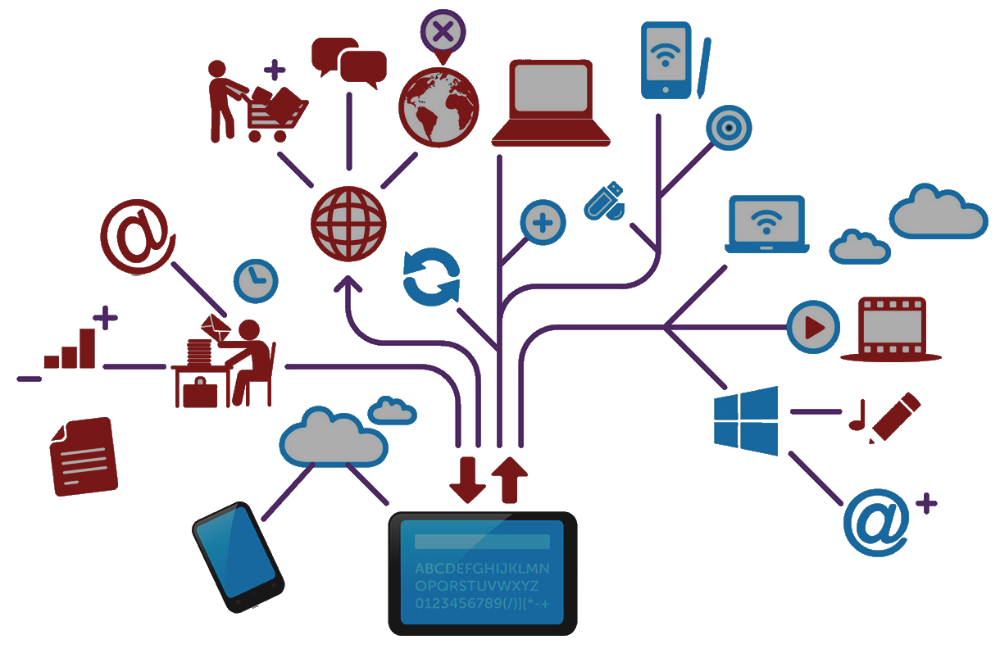 @
ABCDEFGHIJKLMN
OPQRSTUVWXYZ
0123456789(/)][*-+
@